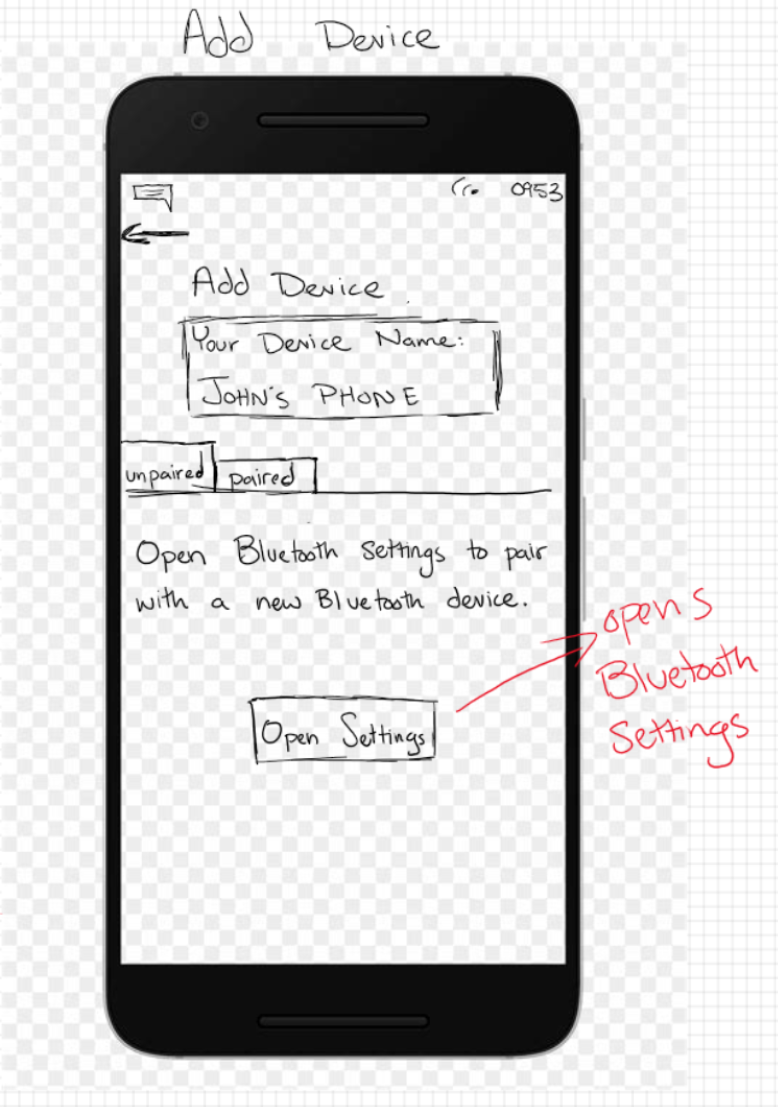 Add Device
0953
Add Device
Your Device Name:
JOHN'S PHONE
unpaired
paired
Open Bluetooth Settings to pair
with a new Bluetooth device.
Open Settings
opens
Bluetooth
Settings